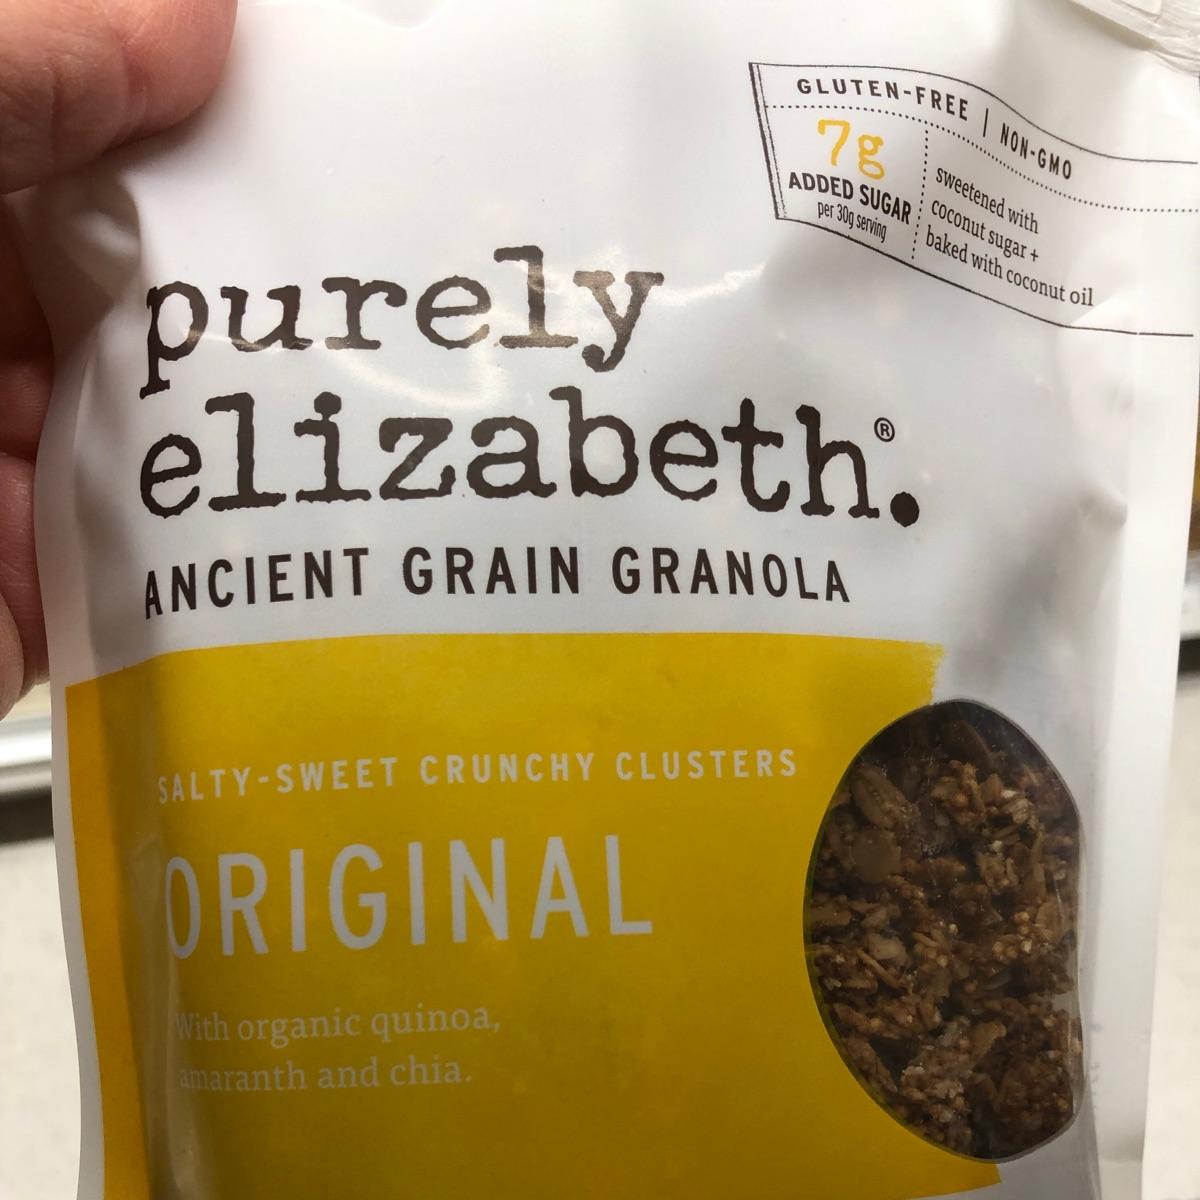 GLUTEN-FREE | NON-GMO
7g
ADDED SUGAR
per 30g serving
sweetened with
coconut sugar +
baked with coconut oil
purely
elizabeth.®
ANCIENT GRAIN GRANOLA
SALTY-SWEET CRUNCHY CLUSTERS
ORIGINAL
With organic quinoa,
amaranth and chia.